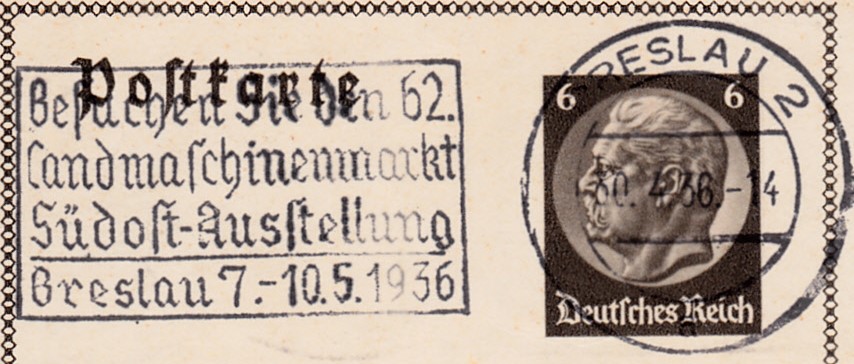 Postkarte
Besuchen Sie den 62.
Landmaschinenmarkt
Südost-Ausstellung
Breslau 7.-10.5.1936
BRESLAU 2
30. 4. 36.-14
6 6
Deutsches Reich